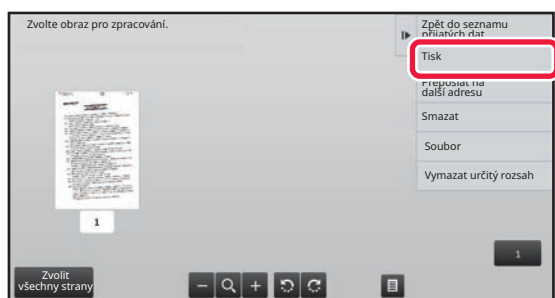 Zvolte obraz pro zpracování.
Zpět do seznamu
přijatých dat
Tisk
Přeposlat na
další adresu
Smazat
Soubor
Vymazat určitý rozsah
1
1
Zvolit
všechny strany